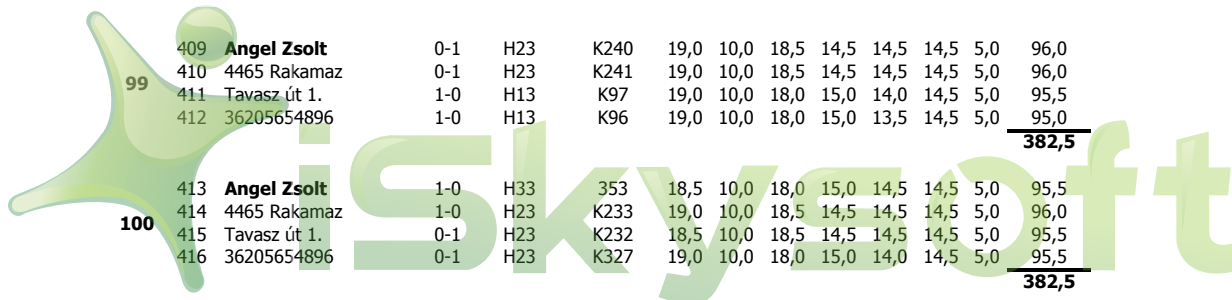 409 Angel Zsolt 0-1 H23 K240 19,0 10,0 18,5 14,5 14,5 14,5 5,0 96,0
99 410 4465 Rakamaz 0-1 H23 K241 19,0 10,0 18,5 14,5 14,5 14,5 5,0 96,0
411 Tavasz út 1. 1-0 H13 K97 19,0 10,0 18,0 15,0 14,0 14,5 5,0 95,5
412 36205654896 1-0 H13 K96 19,0 10,0 18,0 15,0 13,5 14,5 5,0 95,0
382,5
iSkysoft
413 Angel Zsolt 1-0 H33 353 18,5 10,0 18,0 15,0 14,5 14,5 5,0 95,5
414 4465 Rakamaz 1-0 H23 K233 19,0 10,0 18,5 14,5 14,5 14,5 5,0 96,0
100 415 Tavasz út 1. 0-1 H23 K232 18,5 10,0 18,5 14,5 14,5 14,5 5,0 95,5
416 36205654896 0-1 H23 K327 19,0 10,0 18,0 15,0 14,0 14,5 5,0 95,5
382,5